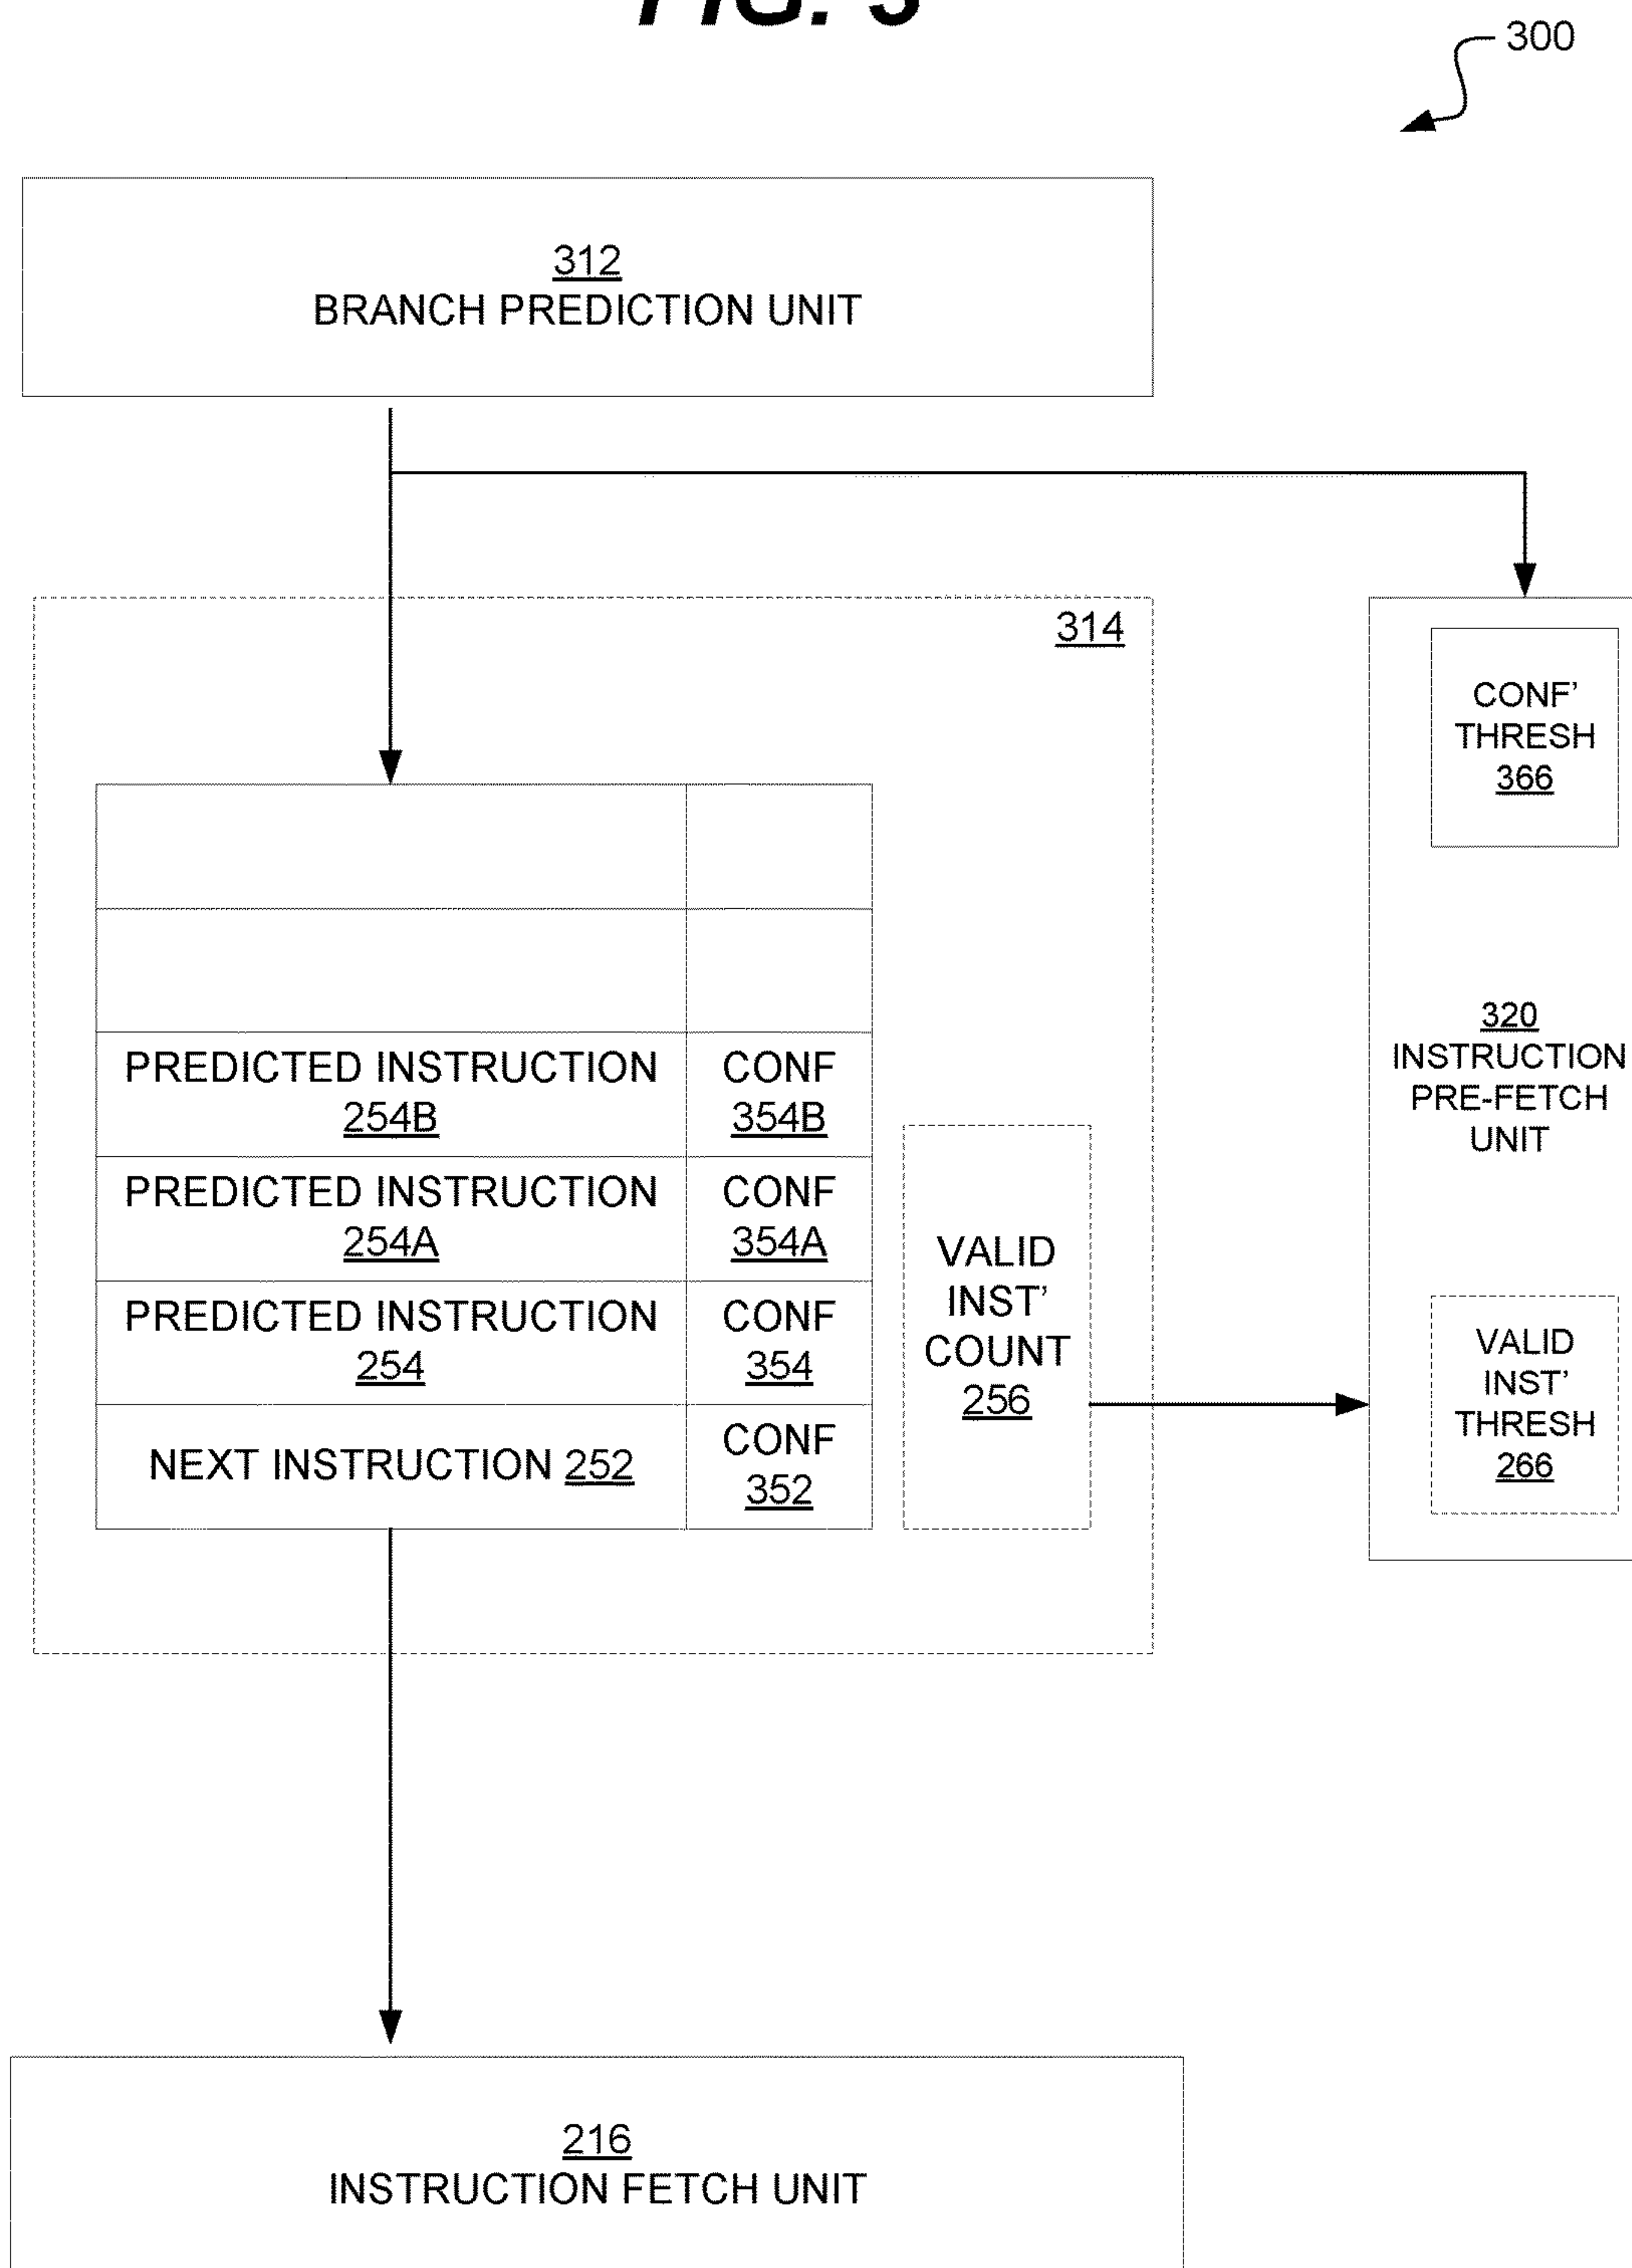 FIG. 3
300
312
BRANCH PREDICTION UNIT
314
CONF'
THRESH
366
320
INSTRUCTION
PRE-FETCH
UNIT
PREDICTED INSTRUCTION
254B
CONF
354B
PREDICTED INSTRUCTION
254A
CONF
354A
PREDICTED INSTRUCTION
254
CONF
354
NEXT INSTRUCTION 252
CONF
352
VALID
INST'
COUNT
256
VALID
INST'
THRESH
266
216
INSTRUCTION FETCH UNIT